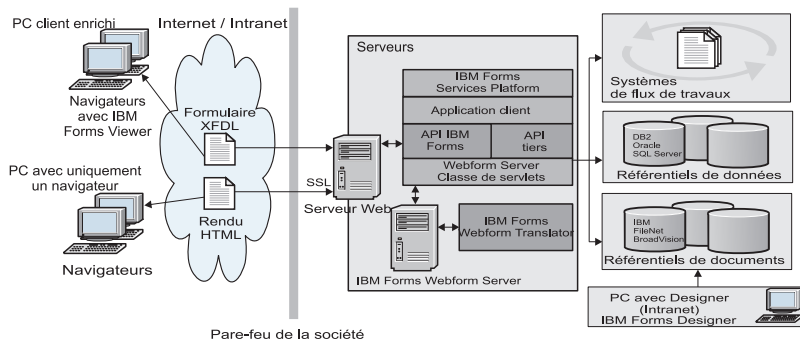 PC client enrichi
Internet / Intranet
Navigateurs
avec IBM
Forms Viewer
Formulaire
XFDL
PC avec uniquement
un navigateur
Rendu
HTML
Navigateurs
Pare-feu de la société
SSL
Serveur Web
Serveurs
IBM Forms
Services Platform
Application client
API IBM
Forms
API
tiers
Webform Server
Classe de servlets
IBM Forms
Webform Translator
IBM Forms Webform Server
Systèmes
de flux de travaux
DB2
Oracle
SQL Server
Référentiels de données
IBM
FileNet
BroadVision
Référentiels de documents
PC avec Designer
(Intranet)
IBM Forms Designer